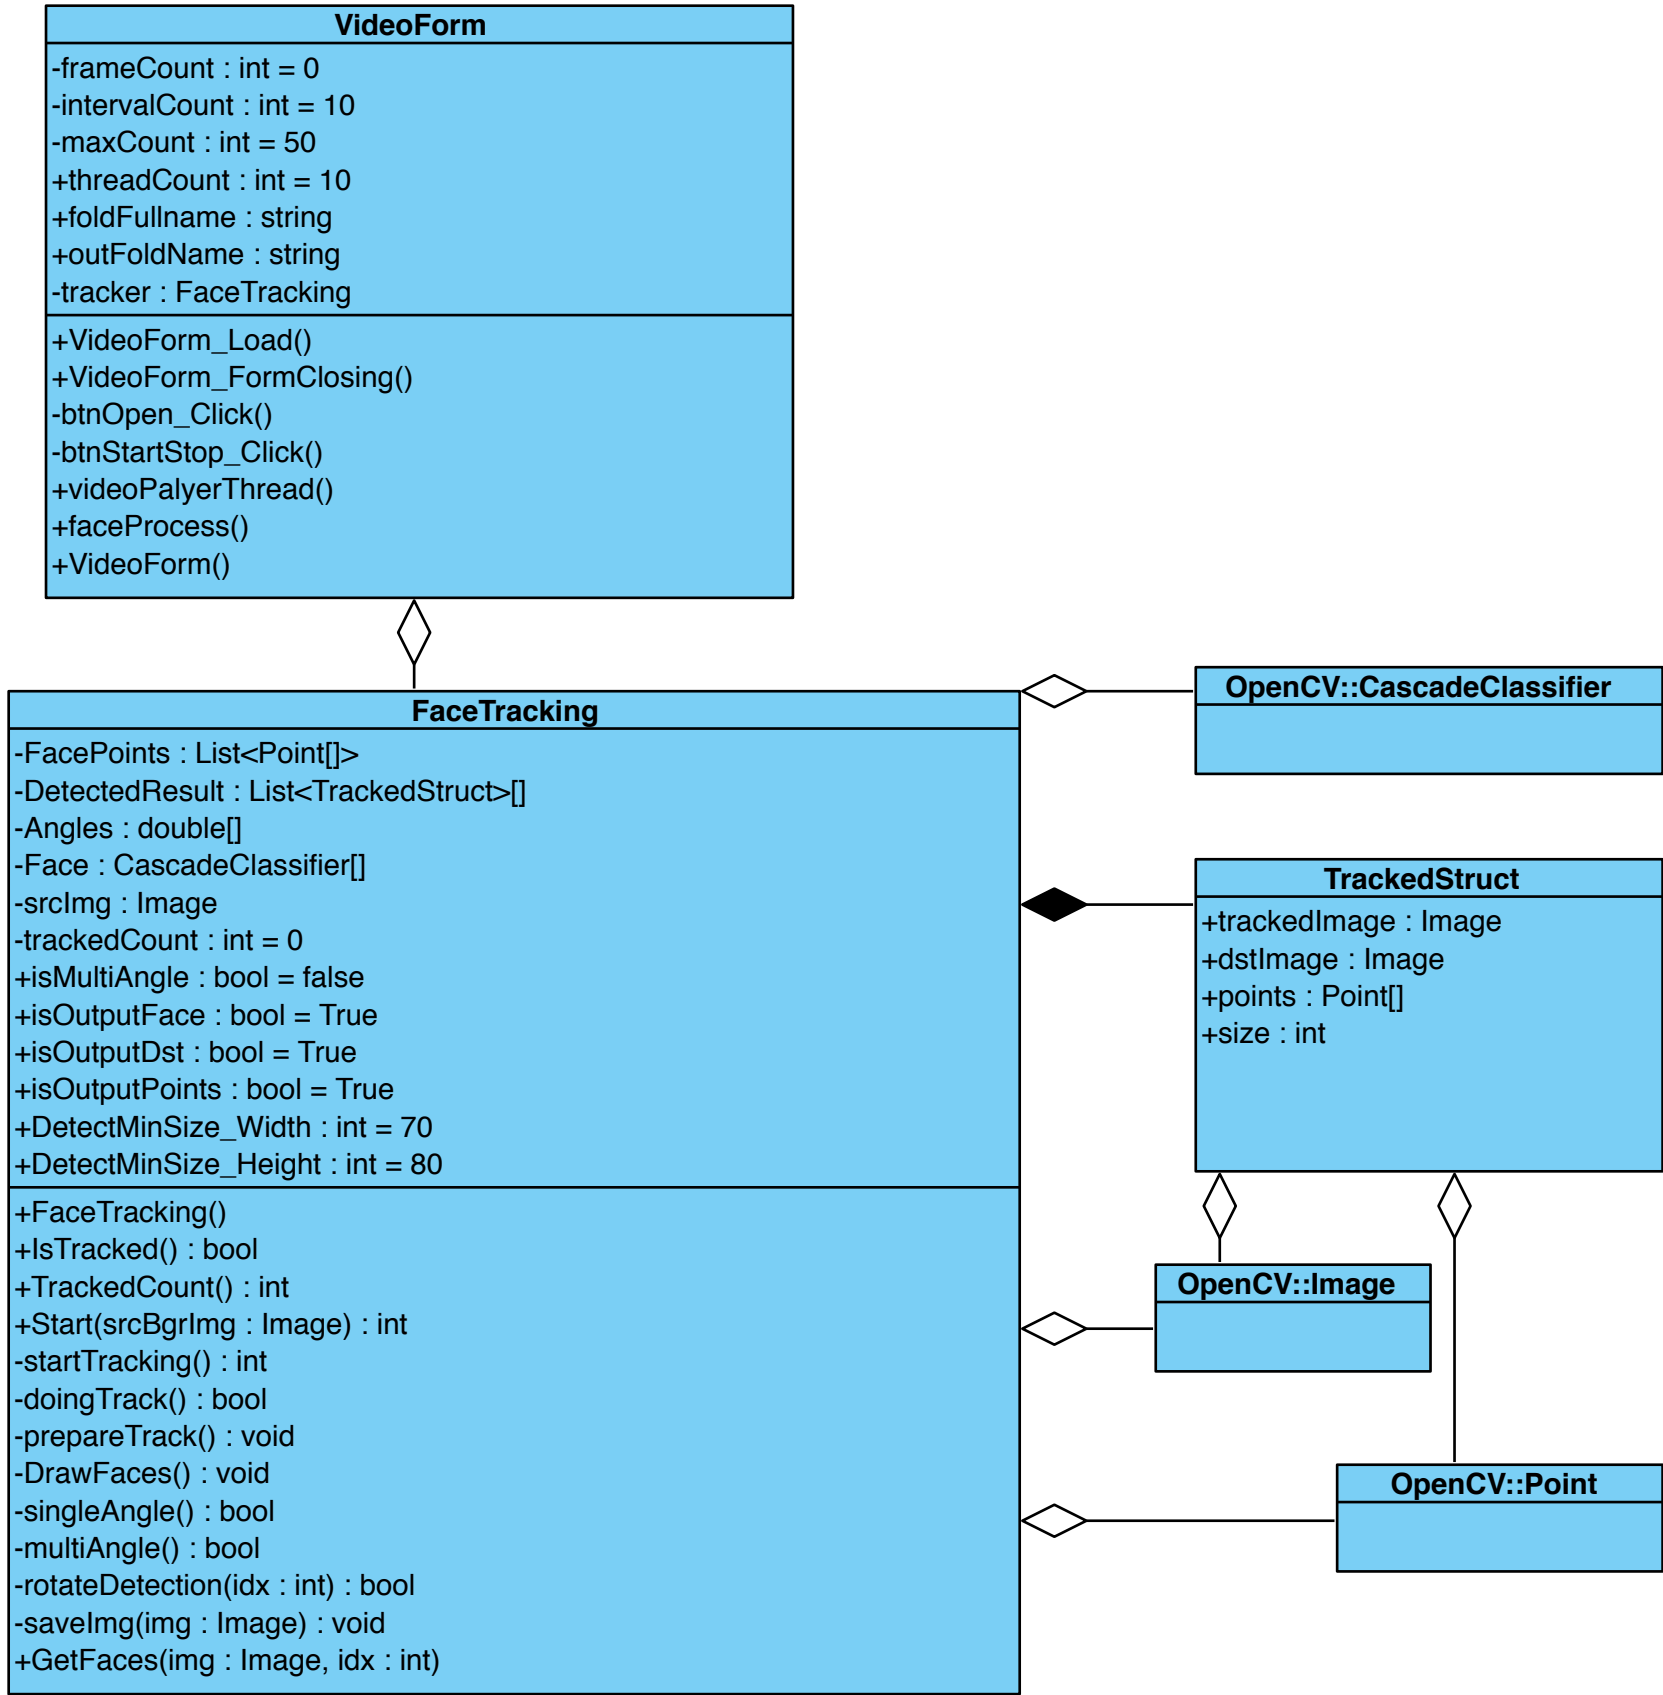 VideoForm
-frameCount : int = 0
-intervalCount : int = 10
-maxCount : int = 50
+threadCount : int = 10
+foldFullname : string
+outFoldName : string
-tracker : FaceTracking
+VideoForm_Load()
+VideoForm_FormClosing()
-btnOpen_Click()
-btnStartStop_Click()
+videoPalyerThread()
+faceProcess()
+VideoForm()
FaceTracking
-FacePoints : List<Point[]>
-DetectedResult : List<TrackedStruct>[]
-Angles : double[]
-Face : CascadeClassifier[]
-srcImg : Image
-trackedCount : int = 0
+isMultiAngle : bool = false
+isOutputFace : bool = True
+isOutputDst : bool = True
+isOutputPoints : bool = True
+DetectMinSize_Width : int = 70
+DetectMinSize_Height : int = 80
+FaceTracking()
+IsTracked() : bool
+TrackedCount() : int
+Start(srcBgrImg : Image) : int
-startTracking() : int
-doingTrack() : bool
-prepareTrack() : void
-DrawFaces() : void
-singleAngle() : bool
-multiAngle() : bool
-rotateDetection(idx : int) : bool
-saveImg(img : Image) : void
+GetFaces(img : Image, idx : int)
OpenCV::CascadeClassifier
TrackedStruct
+trackedImage : Image
+dstImage : Image
+points : Point[]
+size : int
OpenCV::Image
OpenCV::Point